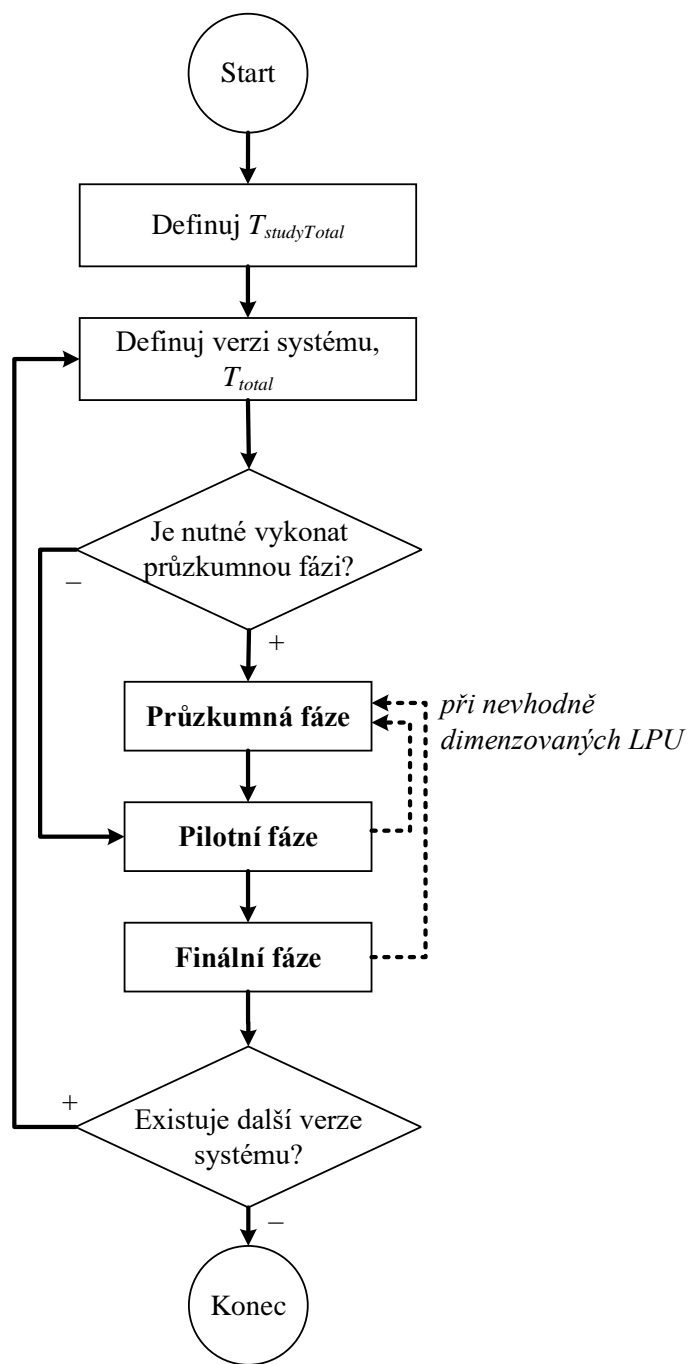 Start
Definuj T_studyTotal
Definuj verzi systému,
T_total
Je nutné vykonat
průzkumnou fázi?
–
+
Průzkumná fáze
při nevhodně
dimenzovaných LPU
Pilotní fáze
Finální fáze
+
Existuje další verze
systému?
–
Konec